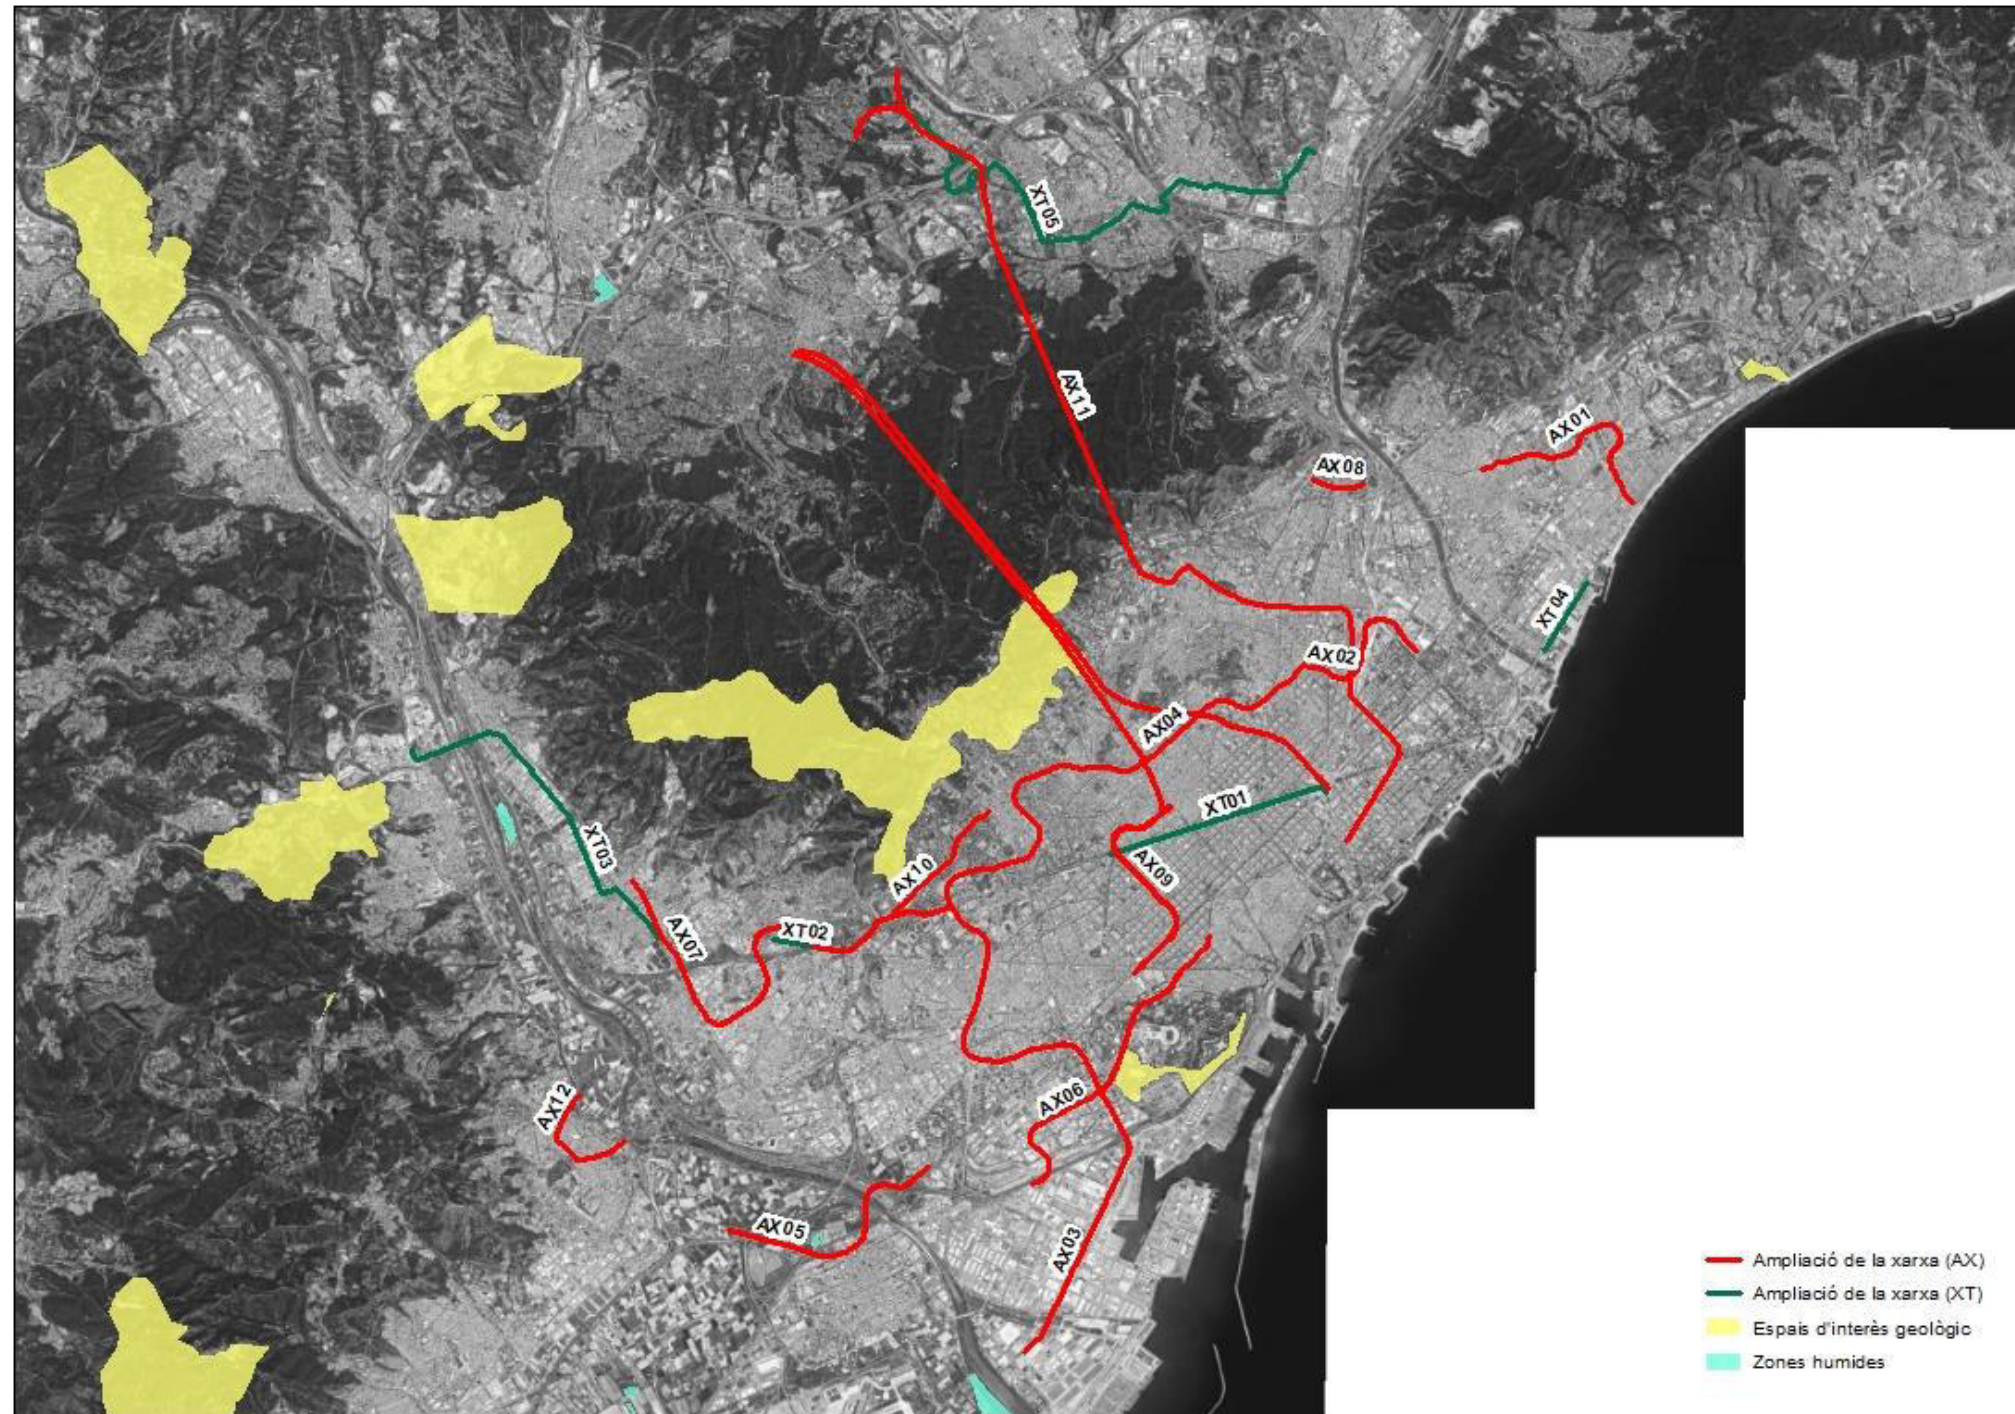 XT05
AX11
AX01
AX08
XT04
AX02
AX04
XT01
XT03
AX09
AX10
AX07
XT02
AX06
AX12
AX05
AX03
Ampliació de la xarxa (AX)
Ampliació de la xarxa (XT)
Espais d'interès geològic
Zones humides